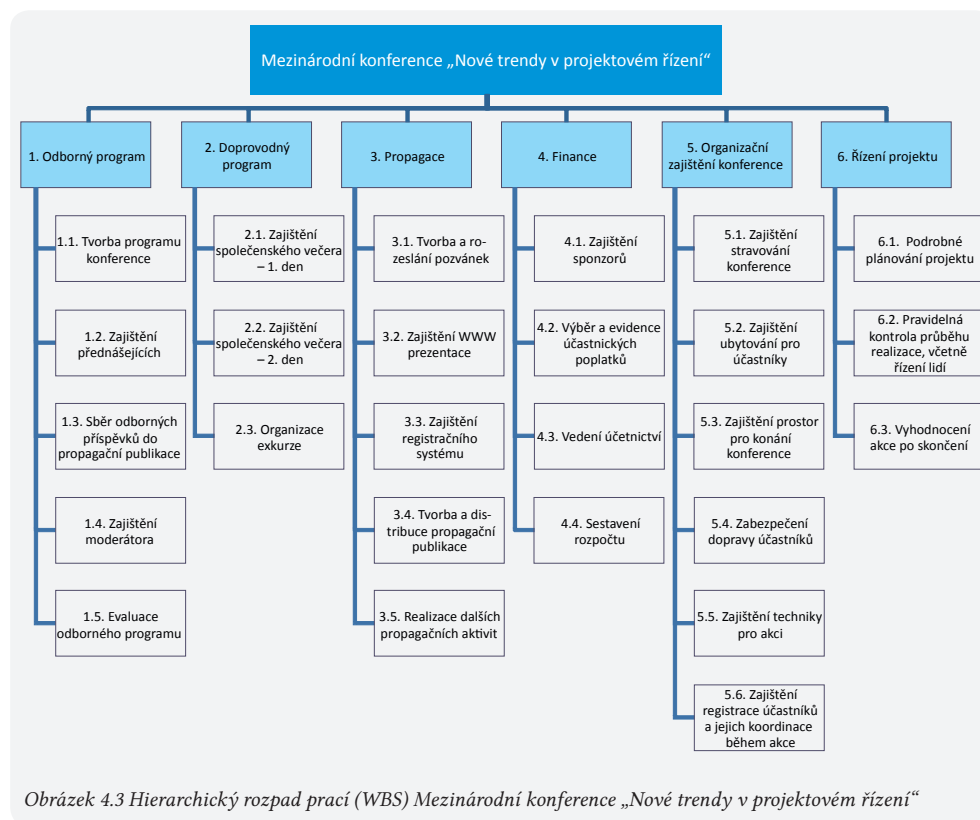 Mezinárodní konference „Nové trendy v projektovém řízení“
1. Odborný program
2. Doprovodný
program
3. Propagace
4. Finance
5. Organizační
zajištění konference
6. Řízení projektu
1.1. Tvorba programu
konference
1.2. Zajištění
přednášejících
1.3. Sběr odborných
příspěvků do
propagační publikace
1.4. Zajištění
moderátora
1.5. Evaluace
odborného programu
2.1. Zajištění
společenského večera
– 1. den
2.2. Zajištění
společenského večera
– 2. den
2.3. Organizace
exkurze
3.1. Tvorba a ro-
zeslání pozvánek
3.2. Zajištění WWW
prezentace
3.3. Zajištění
registračního
systému
3.4. Tvorba a dis-
tribuce propagační
publikace
3.5. Realizace dalších
propagačních aktivit
4.1. Zajištění
sponzorů
4.2. Výběr a evidence
účastnických
poplatků
4.3. Vedení účetnictví
4.4. Sestavení
rozpočtu
5.1. Zajištění
stravování
konference
5.2. Zajištění
ubytování pro
účastníky
5.3. Zajištění prostor
pro konání
konference
5.4. Zabezpečení
dopravy účastníků
5.5. Zajištění techniky
pro akci
5.6. Zajištění
registrace účastníků
a jejich koordinace
během akce
6.1. Podrobné
plánování projektu
6.2. Pravidelná
kontrola průběhu
realizace, včetně
řízení lidí
6.3. Vyhodnocení
akce po skončení
Obrázek 4.3 Hierarchický rozpad prací (WBS) Mezinárodní konference „Nové trendy v projektovém řízení“